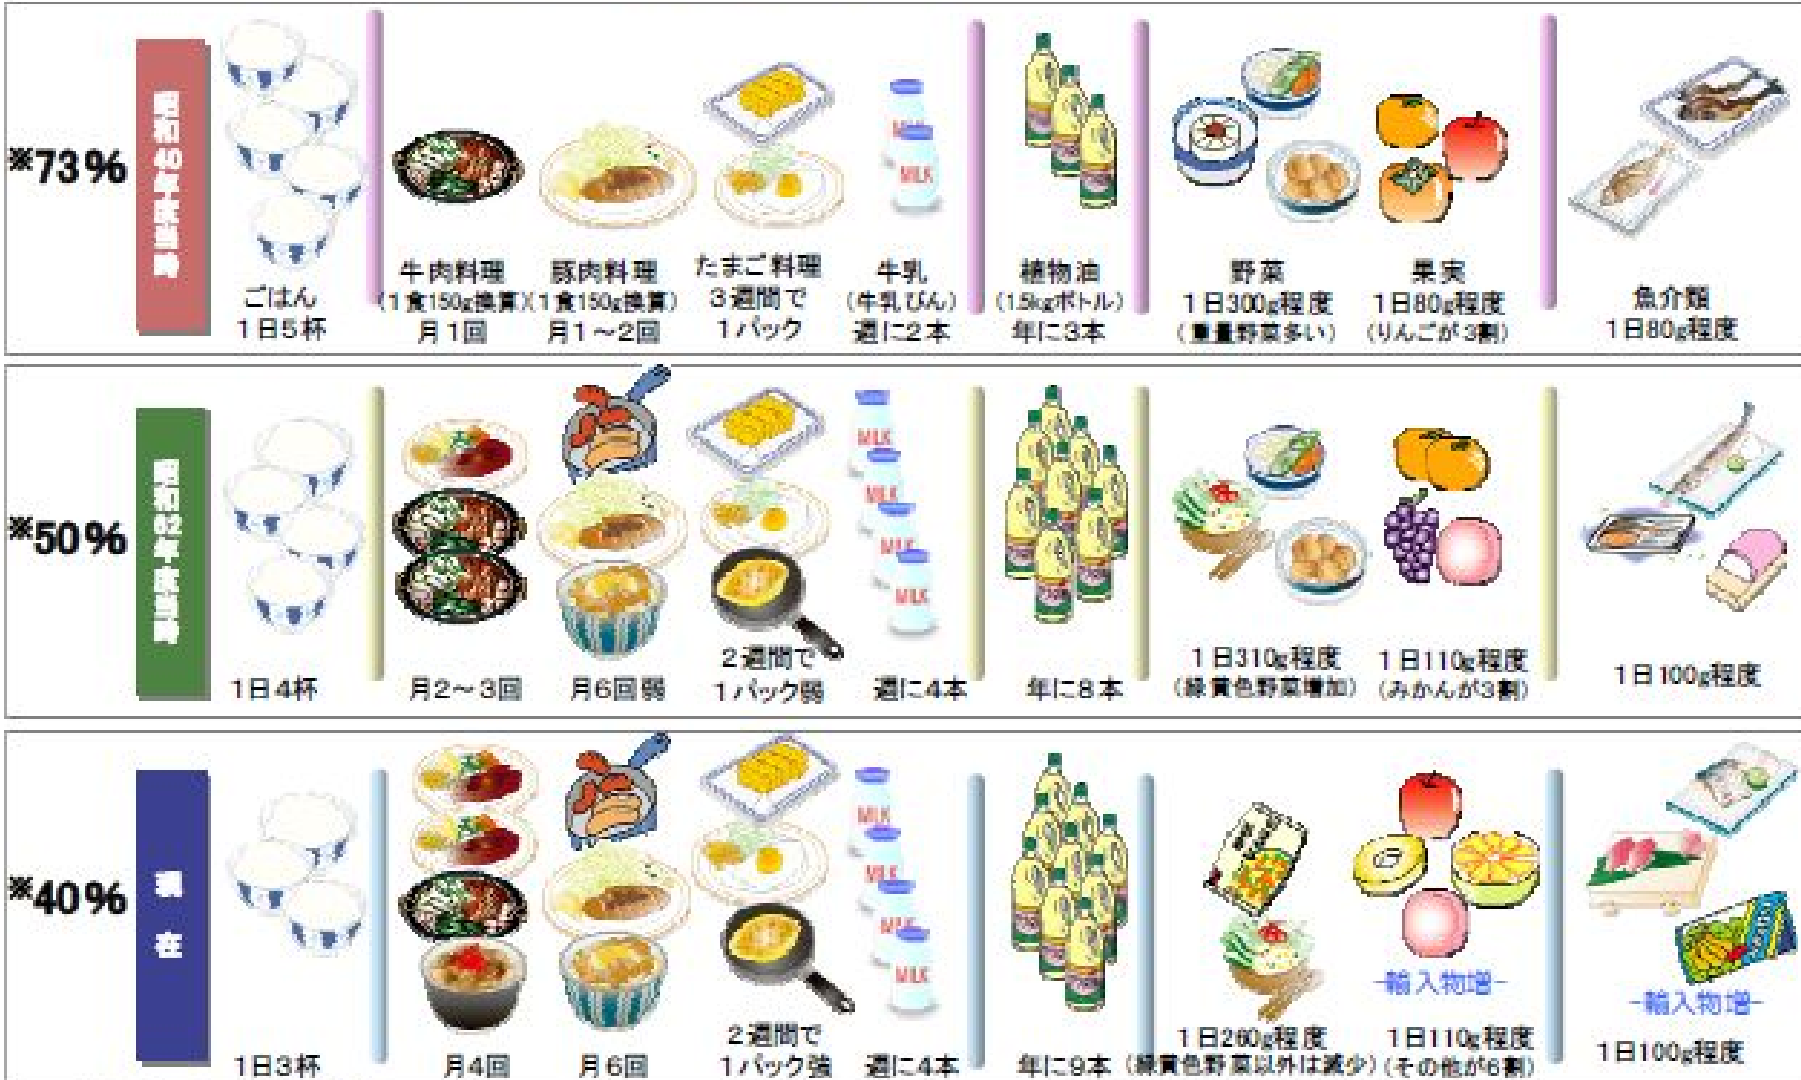 ※73%
昭和40年度当時
ごはん
1日5杯
牛肉料理
(1食150g換算)
月1回
豚肉料理
(1食150g換算)
月1～2回
たまご料理
3週間で
1パック
MILK
牛乳
(牛乳びん)
週に2本
植物油
(1.5kgボトル)
年に3本
野菜
1日300g程度
(重量野菜多い)
果実
1日80g程度
(りんごが3割)
魚介類
1日80g程度
※50%
1日4杯
月2～3回
月6回弱
2週間で
1パック弱
MILK
MILK
MILK
MILK
週に4本
年に8本
1日310g程度
(緑黄色野菜増加)
1日110g程度
(みかんが3割)
1日100g程度
※40%
現在
1日3杯
月4回
月6回
2週間で
1パック強
MILK
MILK
MILK
MILK
週に4本
年に9本
1日260g程度
(緑黄色野菜以外は減少)
-輸入物増-
1日110g程度
(その他が6割)
-輸入物増-
1日100g程度